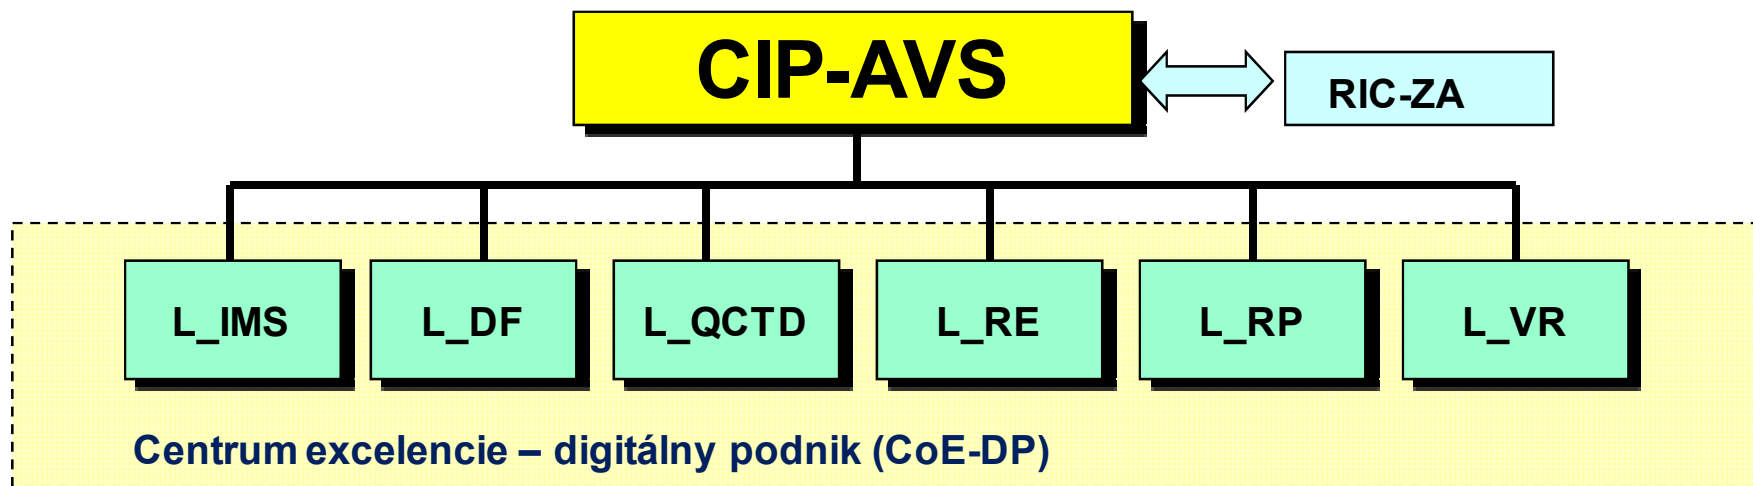 CIP-AVS
RIC-ZA
L_IMS
L_DF
L_QCTD
L_RE
L_RP
L_VR
Centrum excelencie – digitálny podnik (CoE-DP)